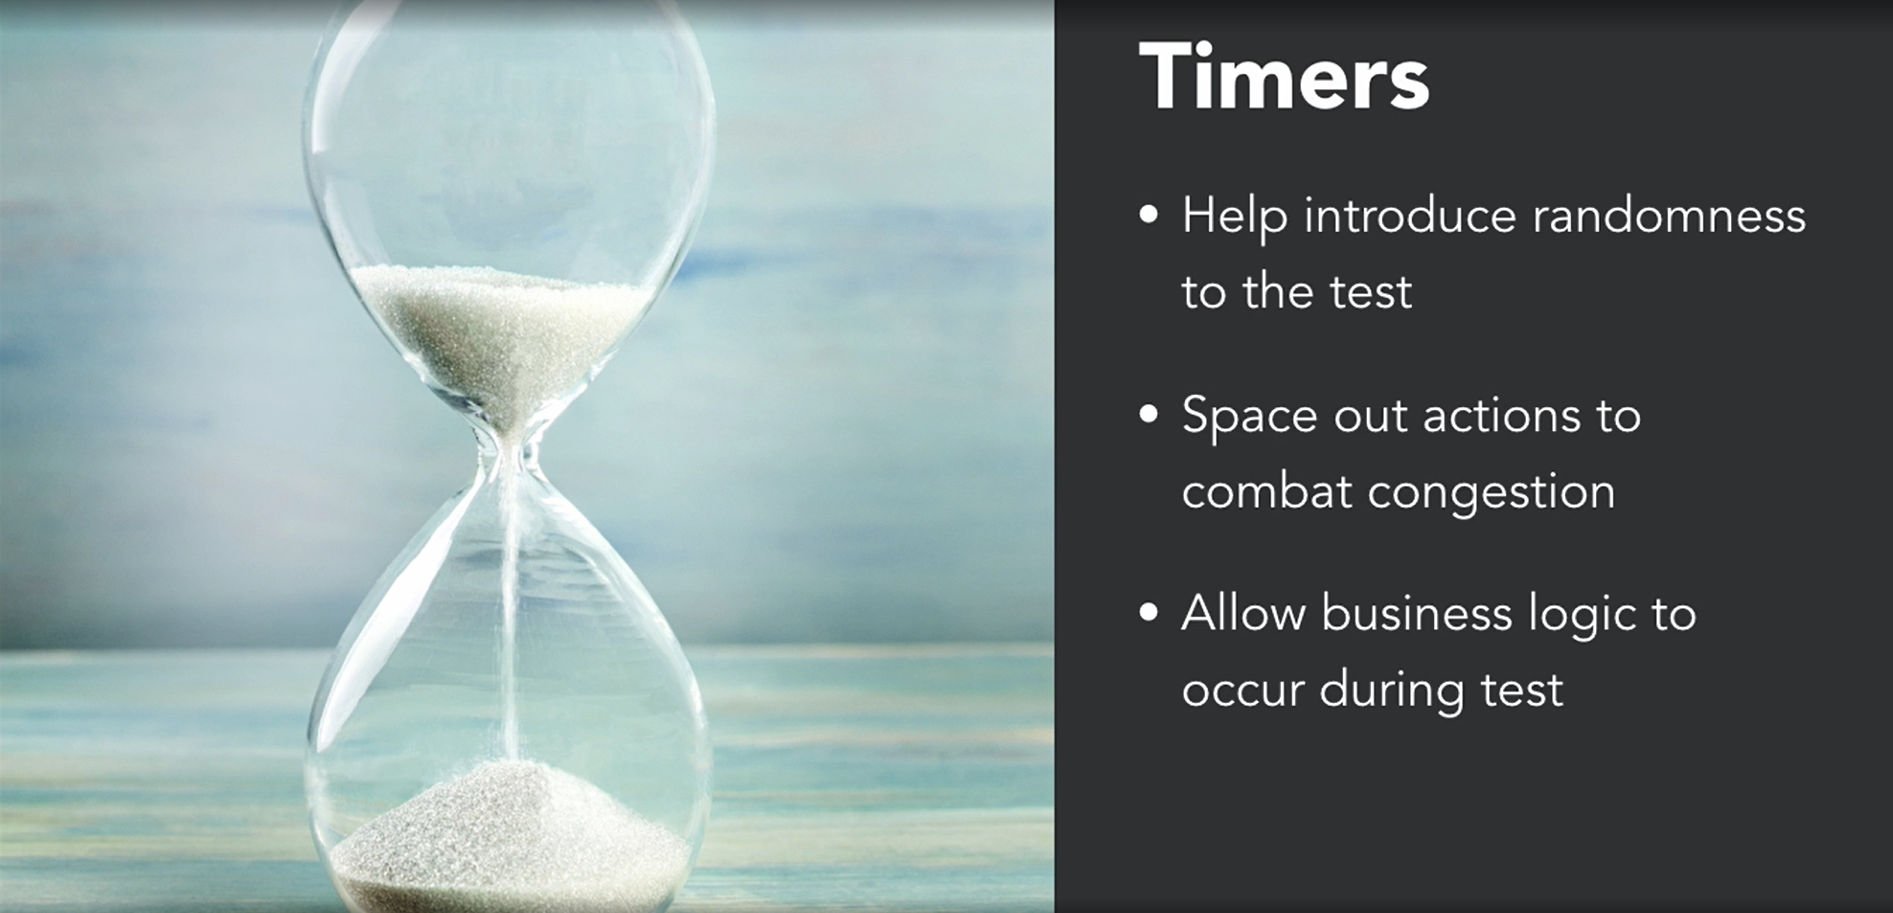 Timers
• Help introduce randomness
to the test
• Space out actions to
combat congestion
• Allow business logic to
occur during test